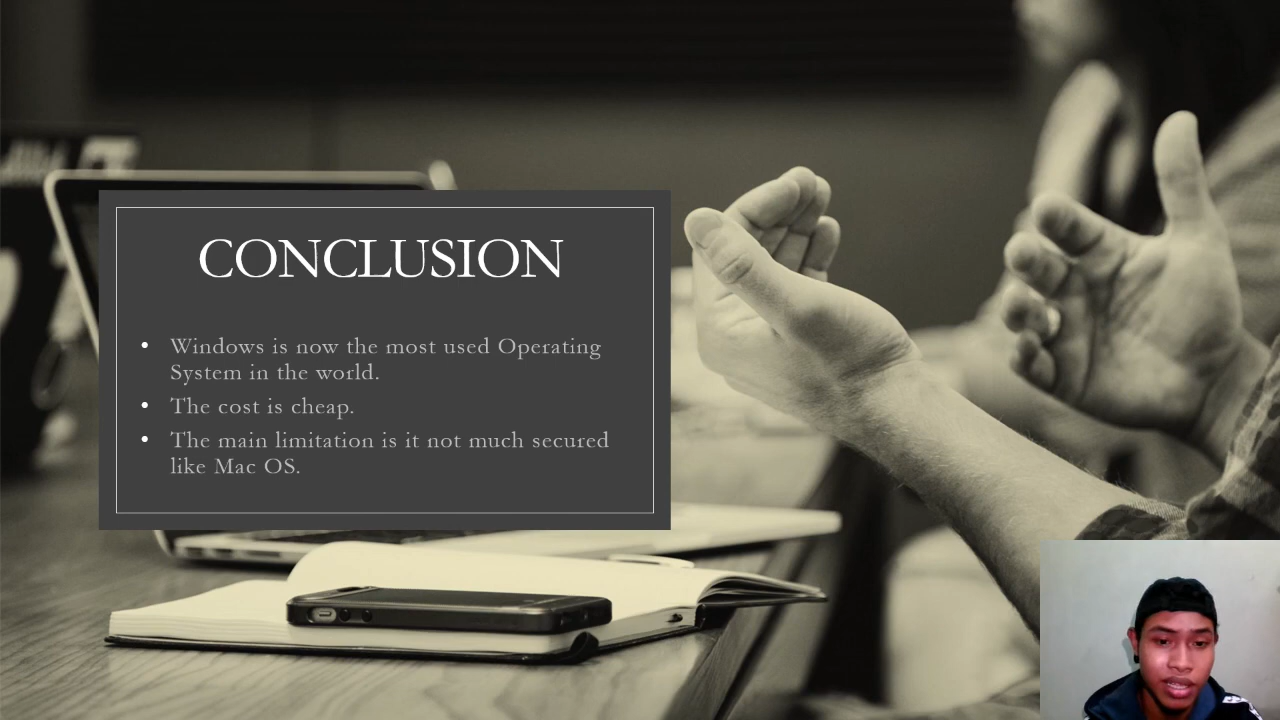 CONCLUSION
• Windows is now the most used Operating
System in the world.
• The cost is cheap.
• The main limitation is it not much secured
like Mac OS.